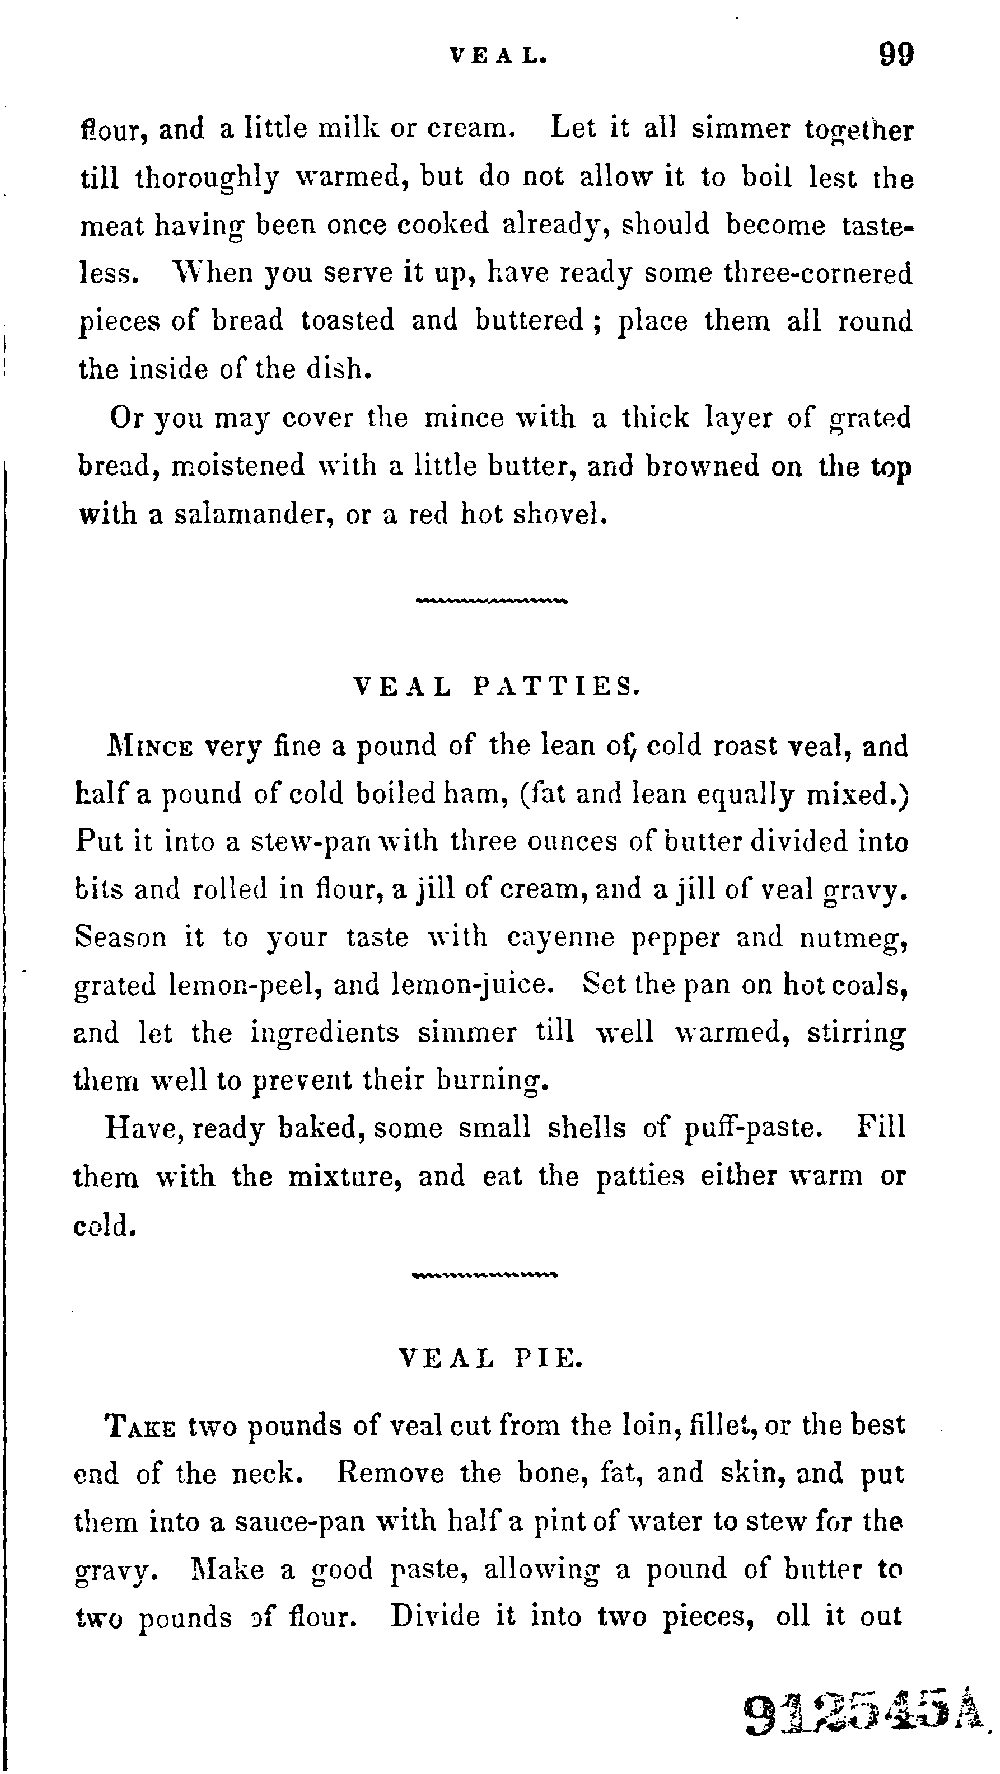 VEAL. 99
flour, and a little milk or cream. Let it all simmer together
till thoroughly warmed, but do not allow it to boil lest the
meat having been once cooked already, should become taste-
less. When you serve it up, have ready some three-cornered
pieces of bread toasted and buttered; place them all round
the inside of the dish.
Or you may cover the mince with a thick layer of grated
bread, moistened with a little butter, and browned on the top
with a salamander, or a red hot shovel.
VEAL PATTIES.
MINCE very fine a pound of the lean of, cold roast veal, and
half a pound of cold boiled ham, (fat and lean equally mixed.)
Put it into a stew-pan with three ounces of butter divided into
bits and rolled in flour, a jill of cream, and a jill of veal gravy.
Season it to your taste with cayenne pepper and nutmeg,
grated lemon-peel, and lemon-juice. Set the pan on hot coals,
and let the ingredients simmer till well warmed, stirring
them well to prevent their burning.
Have, ready baked, some small shells of puff-paste. Fill
them with the mixture, and eat the patties either warm or
cold.
VEAL PIE.
TAKE two pounds of veal cut from the loin, fillet, or the best
end of the neck. Remove the bone, fat, and skin, and put
them into a sauce-pan with half a pint of water to stew for the
gravy. Make a good paste, allowing a pound of butter to
two pounds of flour. Divide it into two pieces, oll it out
912545A